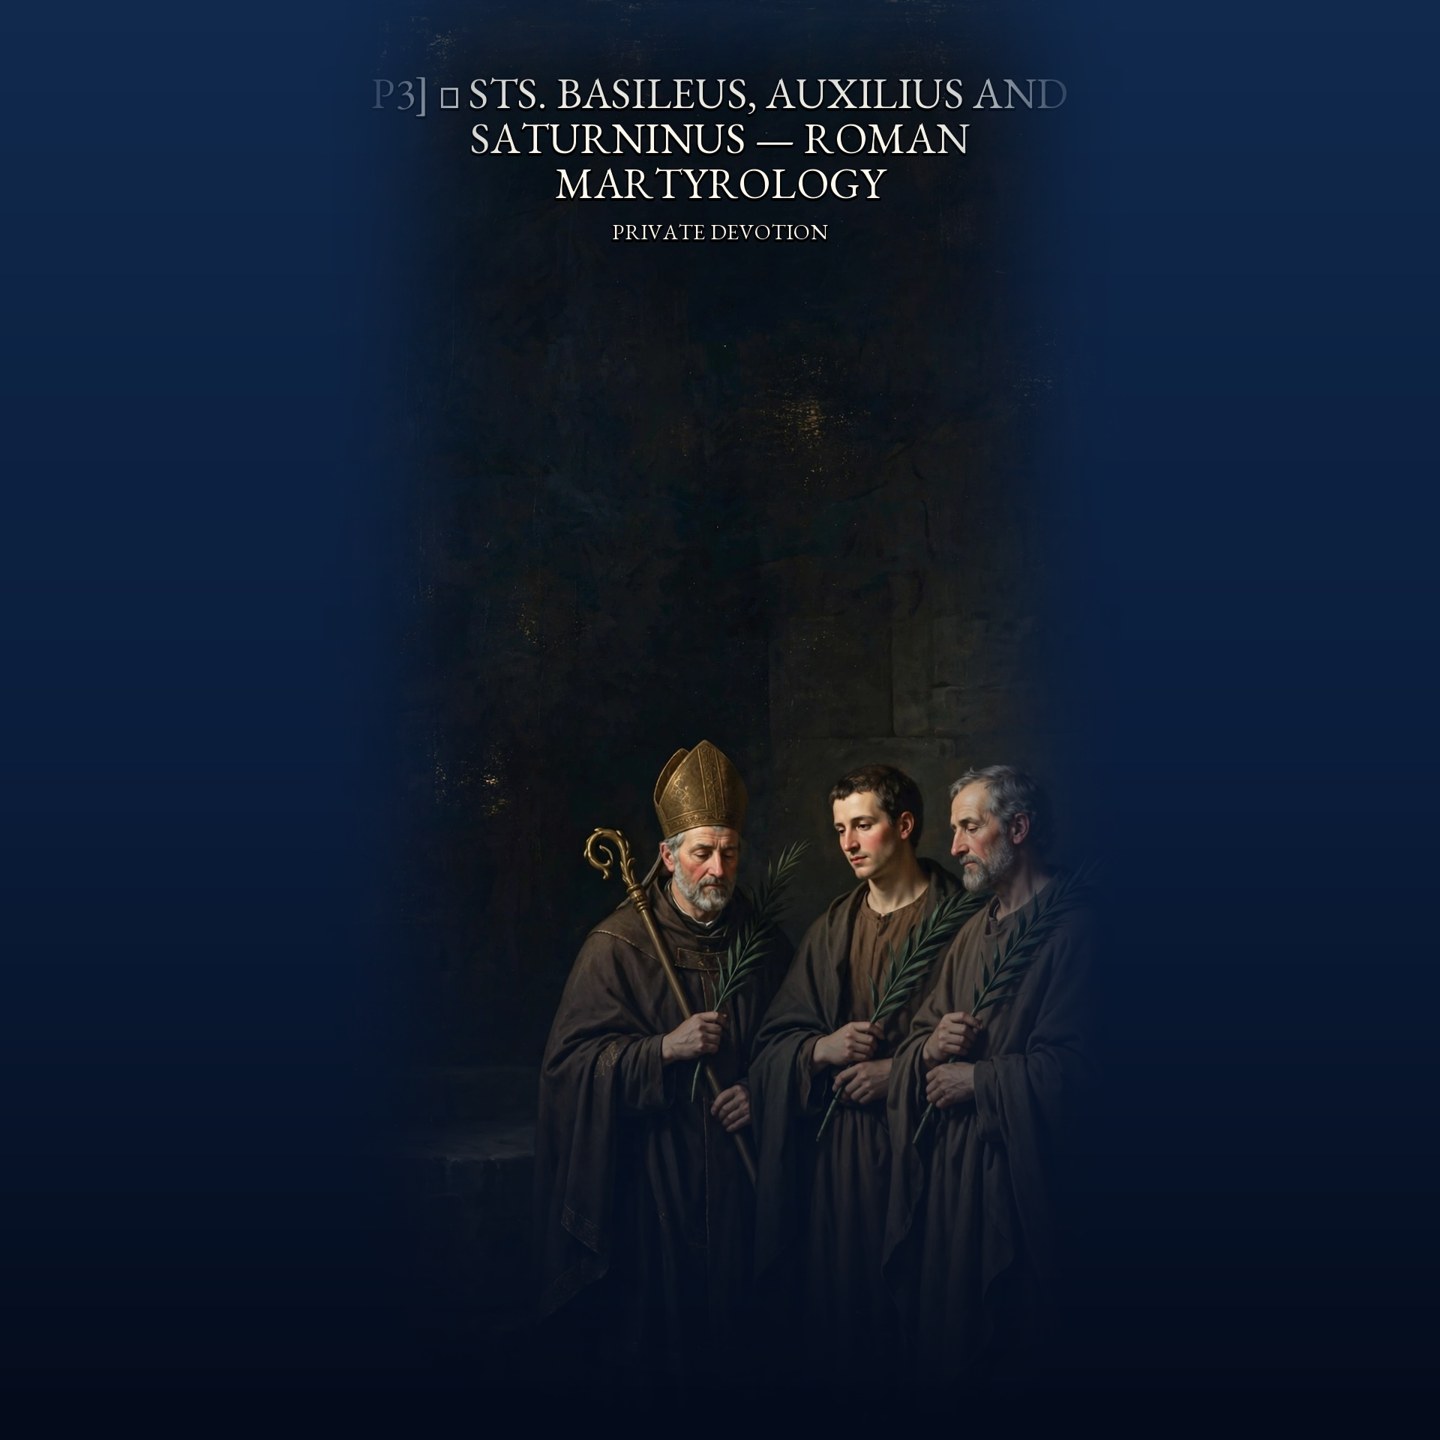 P3] □ STS. BASILEUS, AUXILIUS AND
SATURNINUS — ROMAN
MARTYROLOGY
PRIVATE DEVOTION